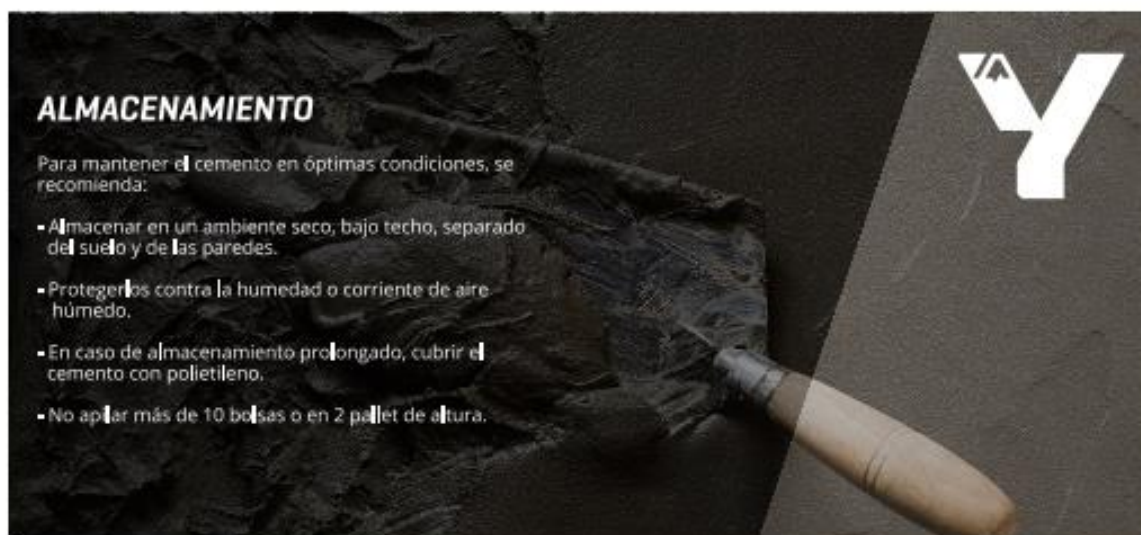 ALMACENAMIENTO
Para mantener el cemento en óptimas condiciones, se
recomienda:
- Almacenar en un ambiente seco, bajo techo, separado
del suelo y de las paredes.
- Protegerlos contra la humedad o corriente de aire
húmedo.
- En caso de almacenamiento prolongado, cubrir el
cemento con polietileno.
- No apilar más de 10 bolsas o en 2 pallet de altura.
Y